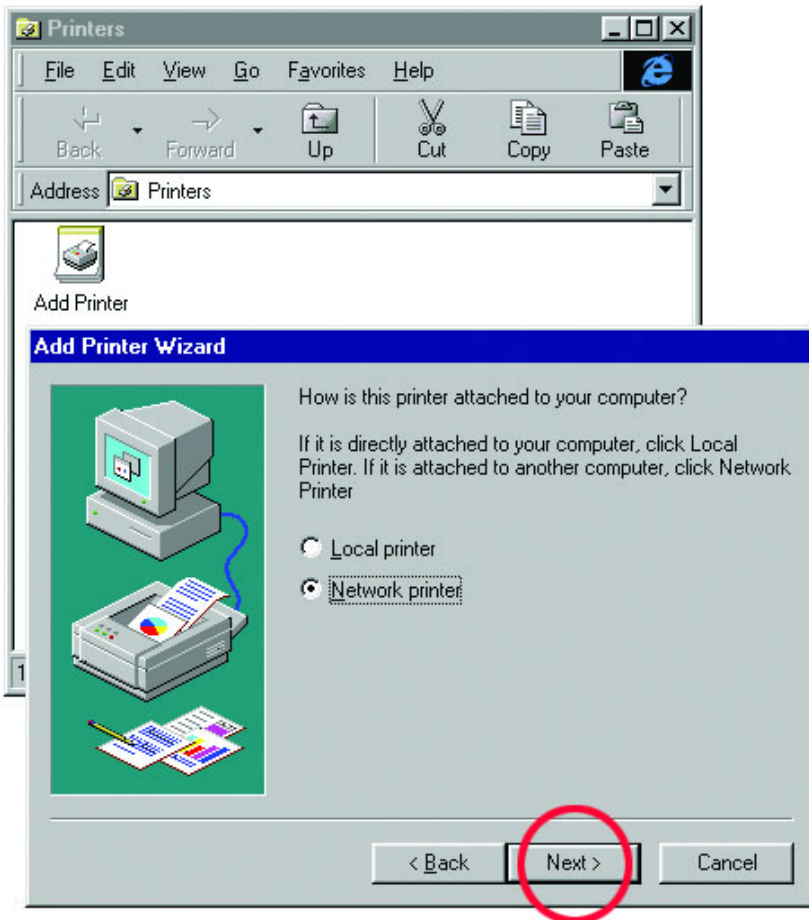 Printers
File Edit View Go Favorites Help
Back Forward Up Cut Copy Paste
Address Printers
Add Printer
Add Printer Wizard
How is this printer attached to your computer?
If it is directly attached to your computer, click Local
Printer. If it is attached to another computer, click Network
Printer
Local printer
Network printer
1
< Back Next > Cancel